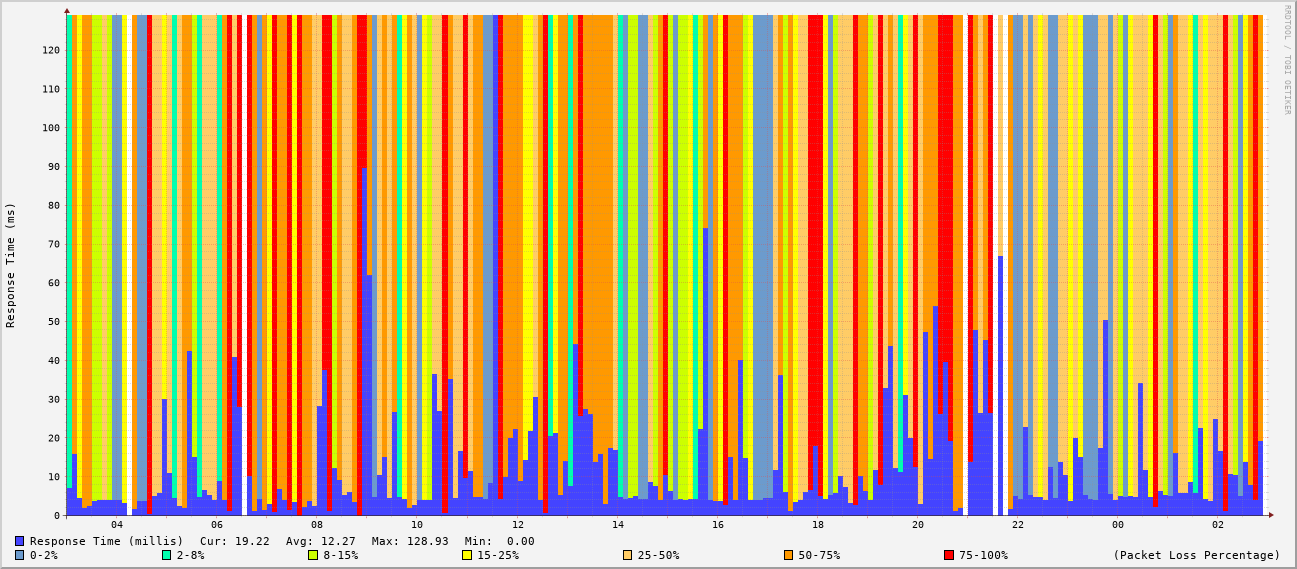 RRDTOOL / TOBI OETIKER
Response Time (ms)
120
110
100
90
80
70
60
50
40
30
20
10
0
04 06 08 10 12 14 16 18 20 22 00 02
Response Time (millis) Cur: 19.22 Avg: 12.27 Max: 128.93 Min: 0.00
0-2% 2-8% 8-15% 15-25% 25-50% 50-75% 75-100% (Packet Loss Percentage)